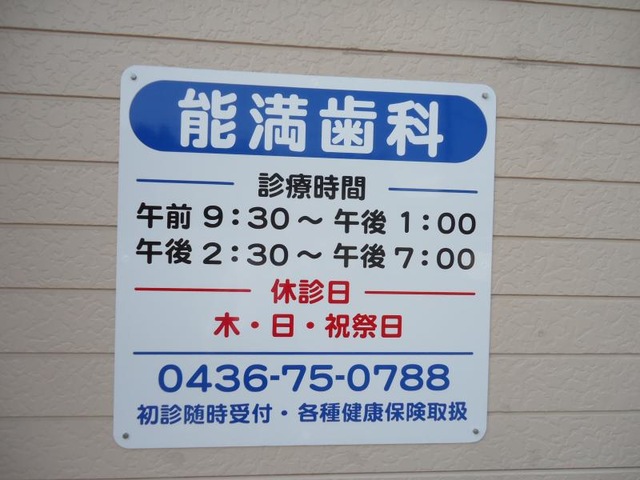 能満歯科
診療時間
午前 9：30～ 午後 1：00
午後 2：30～ 午後 7：00
休診日
木・日・祝祭日
0436-75-0788
初診随時受付・各種健康保険取扱